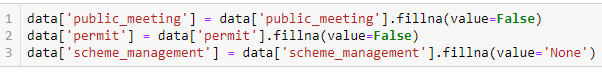 1 data['public_meeting'] = data['public_meeting'].fillna(value=False)
2 data['permit'] = data['permit'].fillna(value=False)
3 data['scheme_management'] = data['scheme_management'].fillna(value='None')